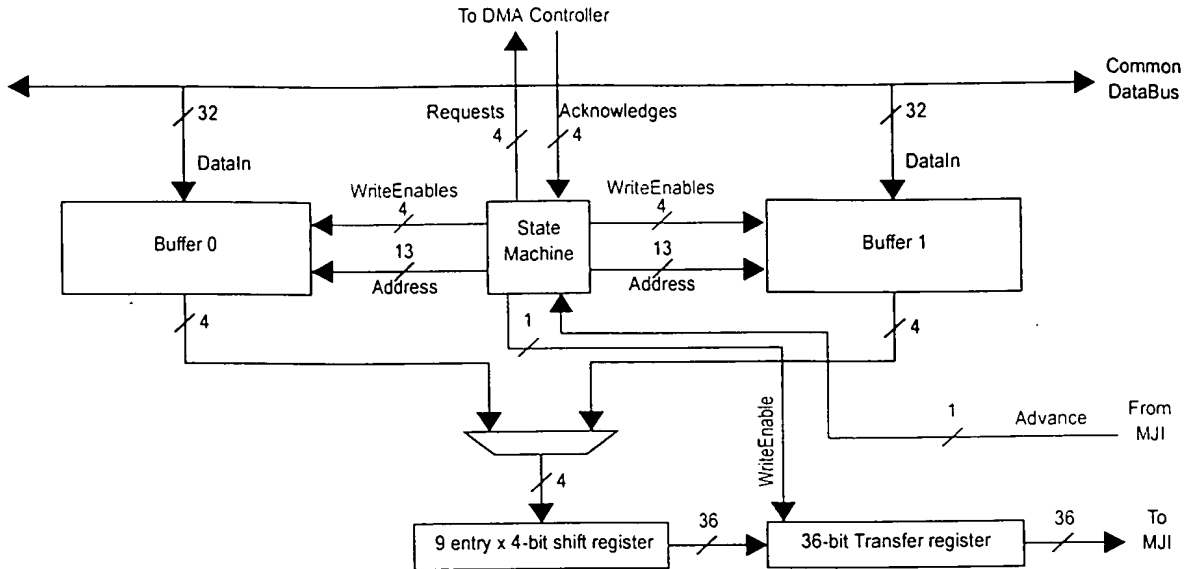 To DMA Controller
Common
DataBus
32
Requests
4
Acknowledges
4
32
DataIn
DataIn
WriteEnables
4
WriteEnables
4
State
Machine
Buffer 0
Buffer 1
13
Address
13
Address
4
1
4
WriteEnable
1
Advance
From
MJI
4
9 entry x 4-bit shift register
36
36-bit Transfer register
36
To
MJI